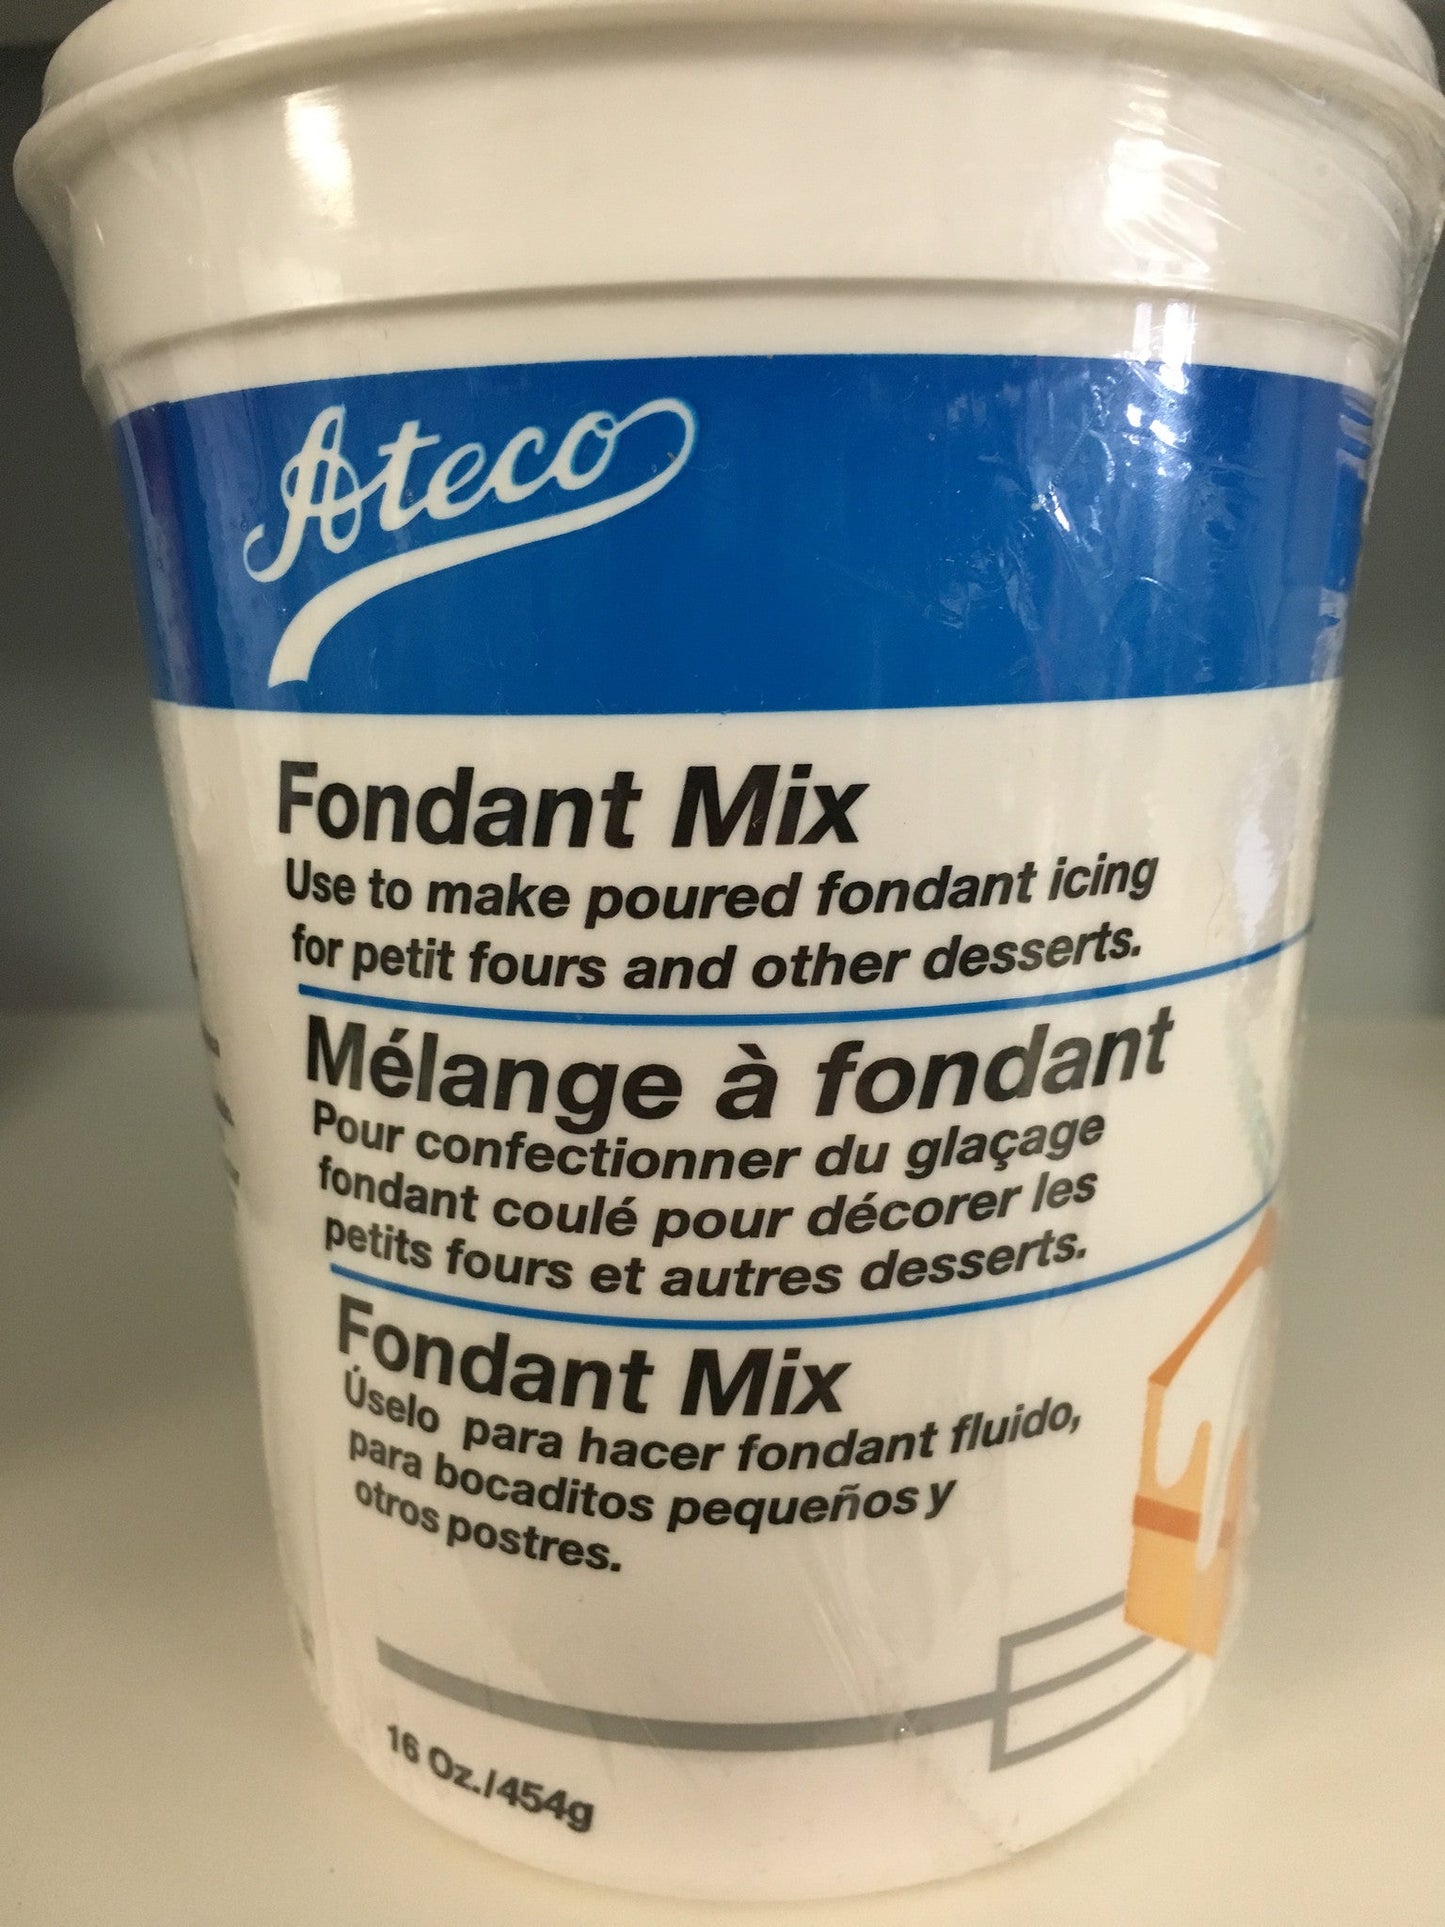 Ateco
Fondant Mix
Use to make poured fondant icing
for petit fours and other desserts.
Mélange à fondant
Pour confectionner du glaçage
fondant coulé pour décorer les
petits fours et autres desserts.
Fondant Mix
Úselo para hacer fondant fluido,
para bocaditos pequeños y
otros postres.
16 Oz./454g